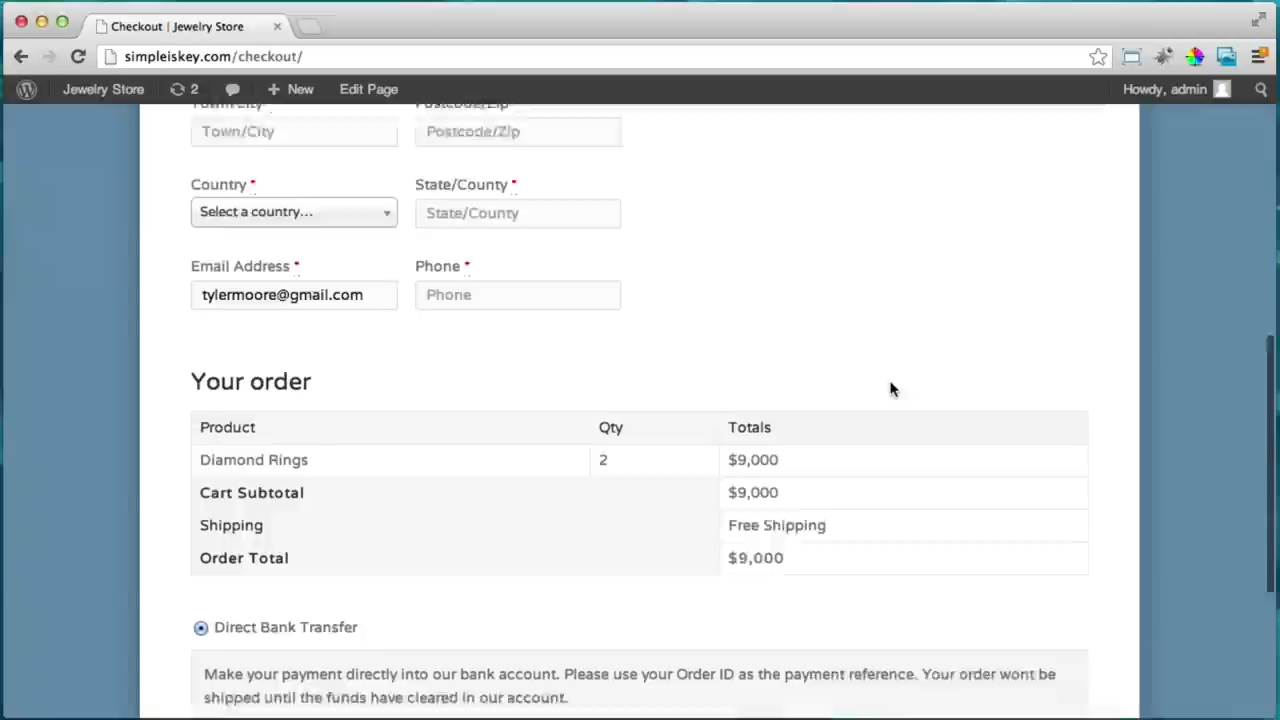 Checkout | Jewelry Store
simpleiskey.com/checkout/
Jewelry Store 2 New Edit Page Howdy, admin
Town/City Postcode/Zip
Town/City Postcode/Zip
Country * State/County *
Select a country... State/County
Email Address * Phone *
tylermoore@gmail.com Phone
Your order
Product Qty Totals
Diamond Rings 2 $9,000
Cart Subtotal $9,000
Shipping Free Shipping
Order Total $9,000
Direct Bank Transfer
Make your payment directly into our bank account. Please use your Order ID as the payment reference. Your order wont be
shipped until the funds have cleared in our account.